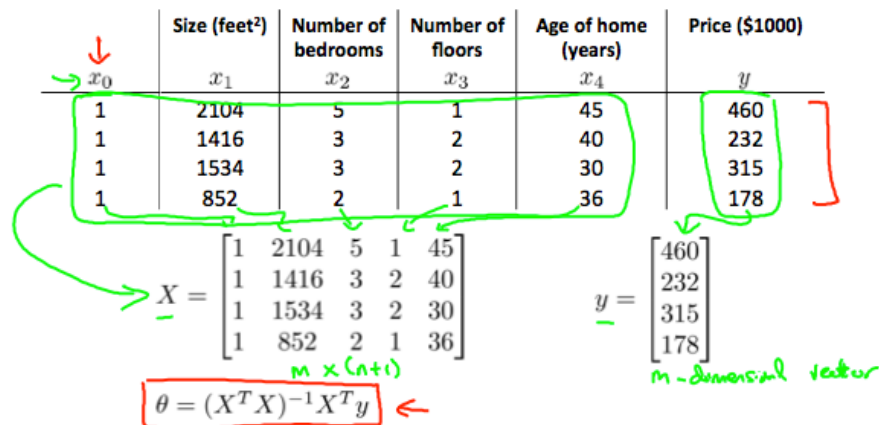 Size (feet²) Number of bedrooms Number of floors Age of home (years) Price ($1000)
x₀ x₁ x₂ x₃ x₄ y
1 2104 5 1 45 460
1 1416 3 2 40 232
1 1534 3 2 30 315
1 852 2 1 36 178
X = [1 2104 5 1 45
1 1416 3 2 40
1 1534 3 2 30
1 852 2 1 36]
m x (n+1)
y = [460
232
315
178]
m-dimensional vector
θ = (XᵀX)⁻¹Xᵀy